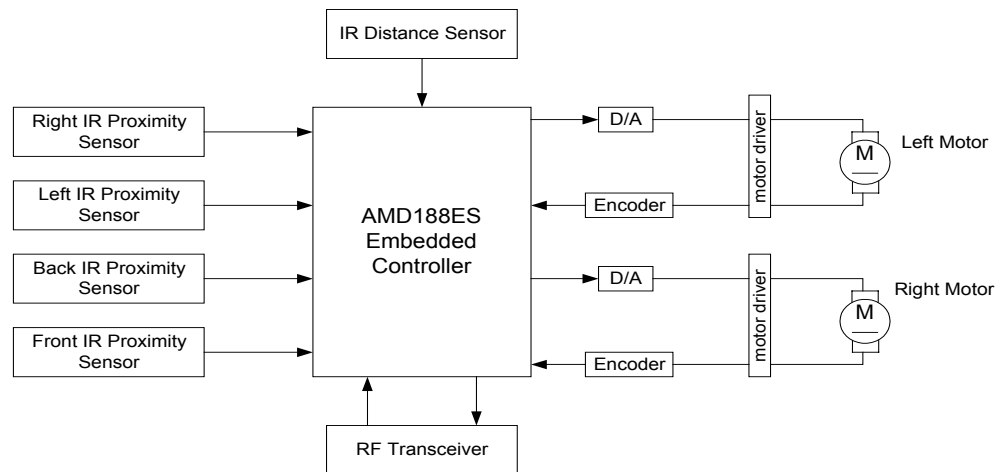 IR Distance Sensor
Right IR Proximity
Sensor
Left IR Proximity
Sensor
Back IR Proximity
Sensor
Front IR Proximity
Sensor
AMD188ES
Embedded
Controller
RF Transceiver
D/A
Encoder
motor driver
M
Left Motor
D/A
Encoder
motor driver
M
Right Motor